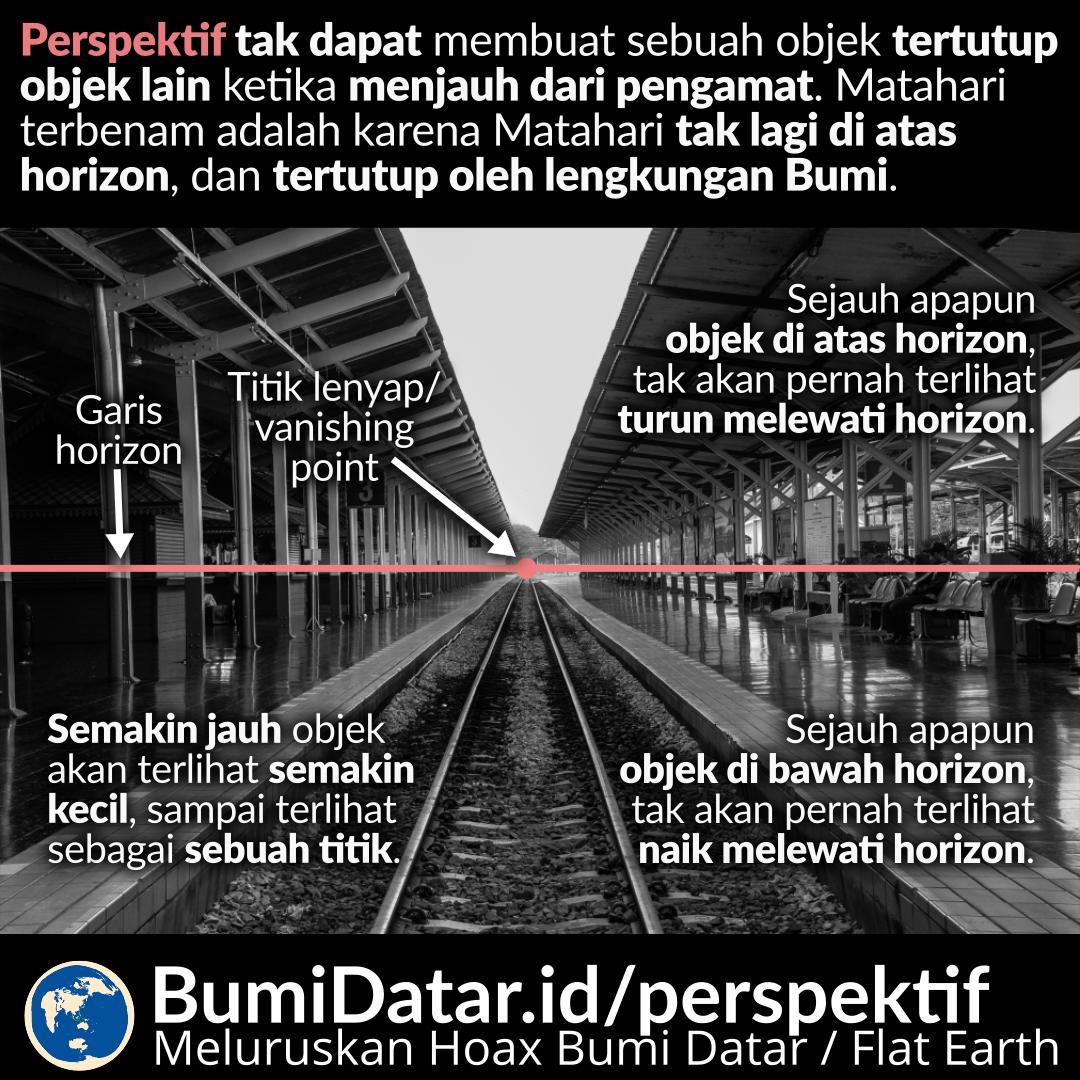 Perspektif tak dapat membuat sebuah objek tertutup
objek lain ketika menjauh dari pengamat. Matahari
terbenam adalah karena Matahari tak lagi di atas
horizon, dan tertutup oleh lengkungan Bumi.
Sejauh apapun
objek di atas horizon,
tak akan pernah terlihat
turun melewati horizon.
Titik lenyap/
vanishing
point
Garis
horizon
3
Semakin jauh objek
akan terlihat semakin
kecil, sampai terlihat
sebagai sebuah titik.
Sejauh apapun
objek di bawah horizon,
tak akan pernah terlihat
naik melewati horizon.
BumiDatar.id/perspektif
Meluruskan Hoax Bumi Datar / Flat Earth